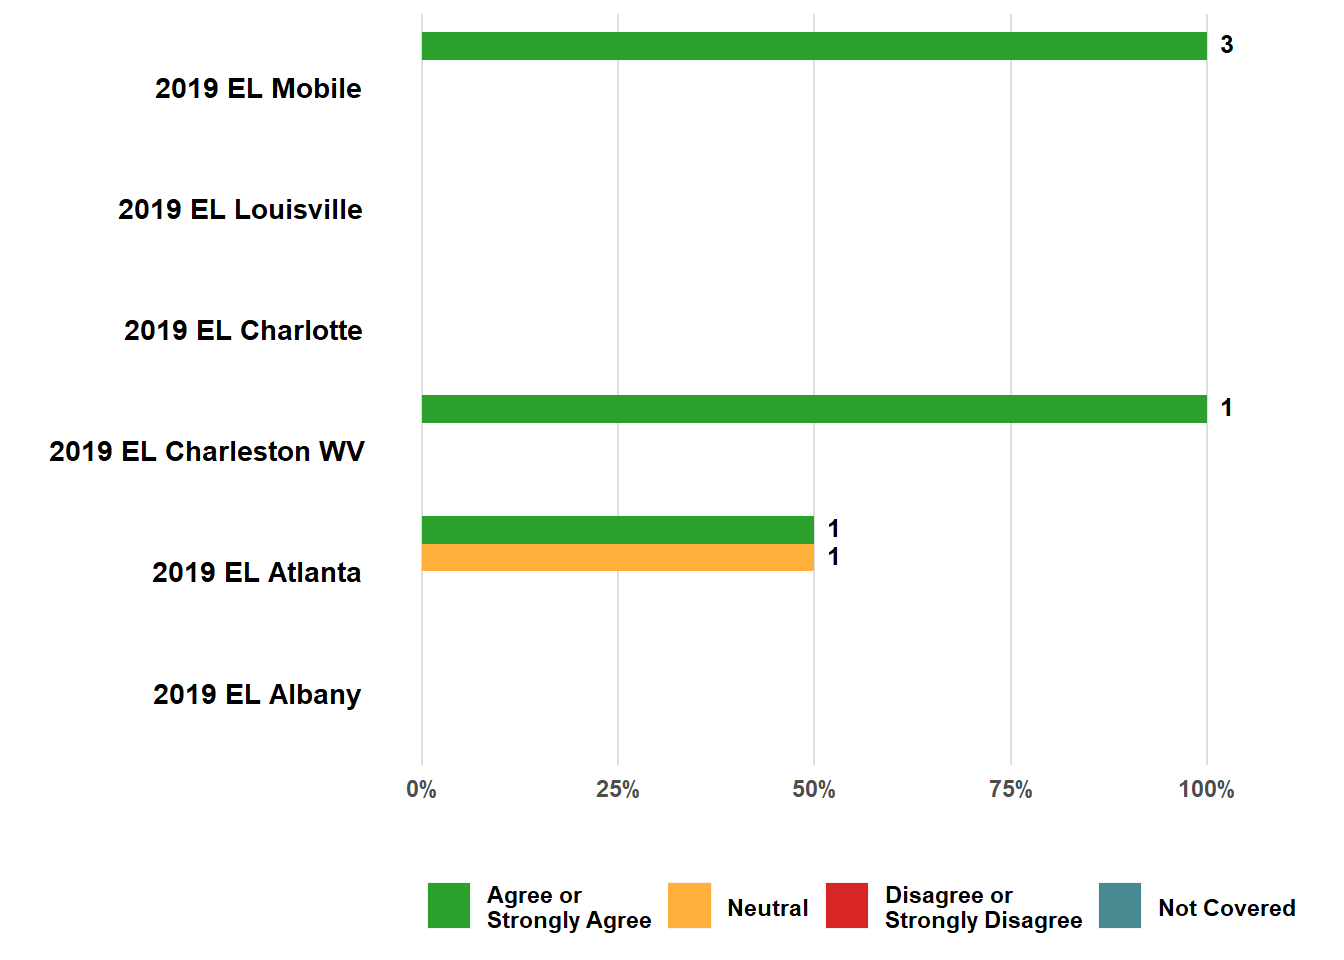 3
2019 EL Mobile
2019 EL Louisville
2019 EL Charlotte
1
2019 EL Charleston WV
1
1
2019 EL Atlanta
2019 EL Albany
0% 25% 50% 75% 100%
Agree or
Strongly Agree
Neutral
Disagree or
Strongly Disagree
Not Covered